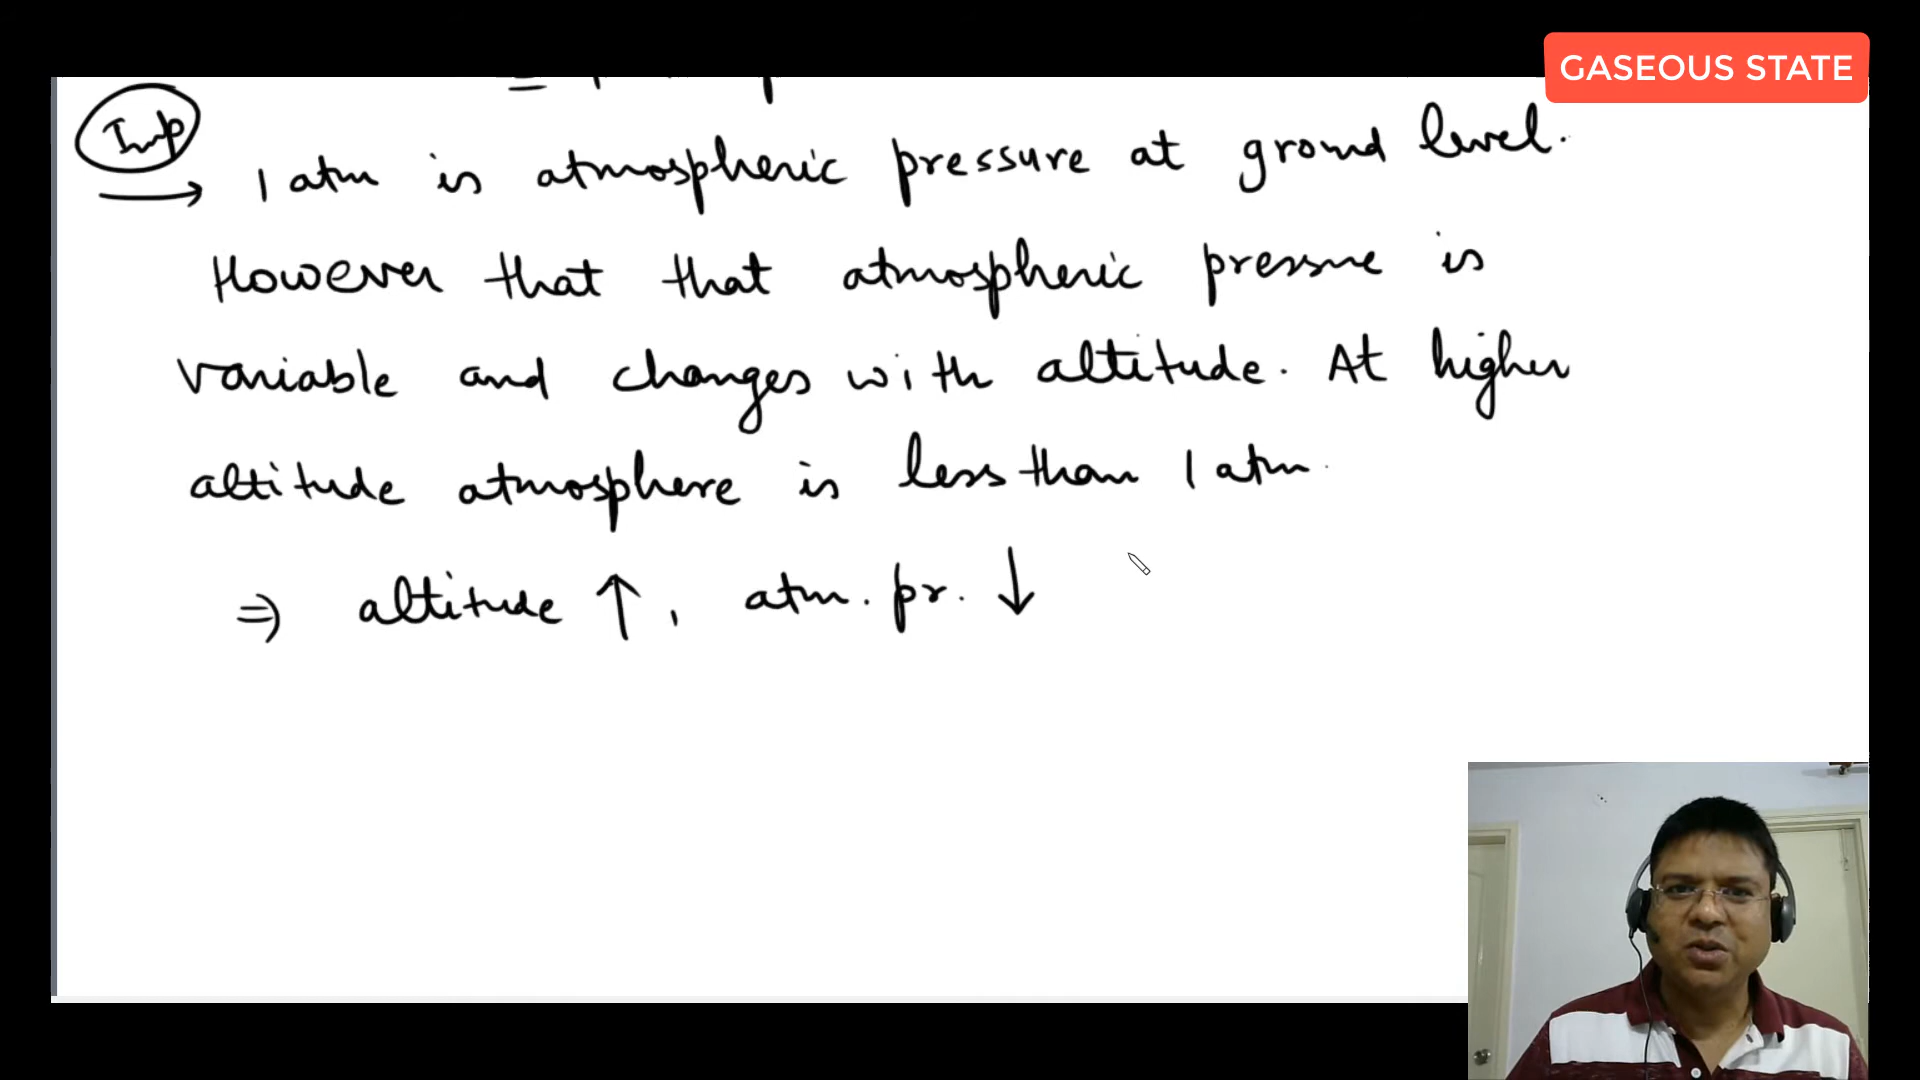 GASEOUS STATE
Imp
1 atm is atmospheric pressure at ground level.
However that that atmospheric pressure is
variable and changes with altitude. At higher
altitude atmosphere is less than 1 atm.
⇒ altitude ↑, atm. pr. ↓